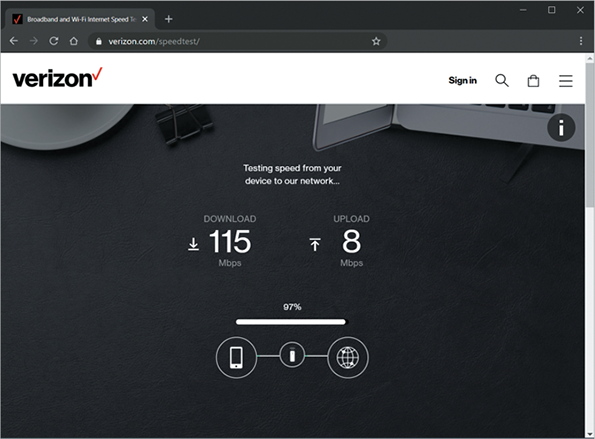 Broadband and Wi-Fi Internet Speed Te
verizon.com/speedtest/
verizon
Sign in
i
Testing speed from your
device to our network...
DOWNLOAD
UPLOAD
115
8
Mbps
Mbps
97%